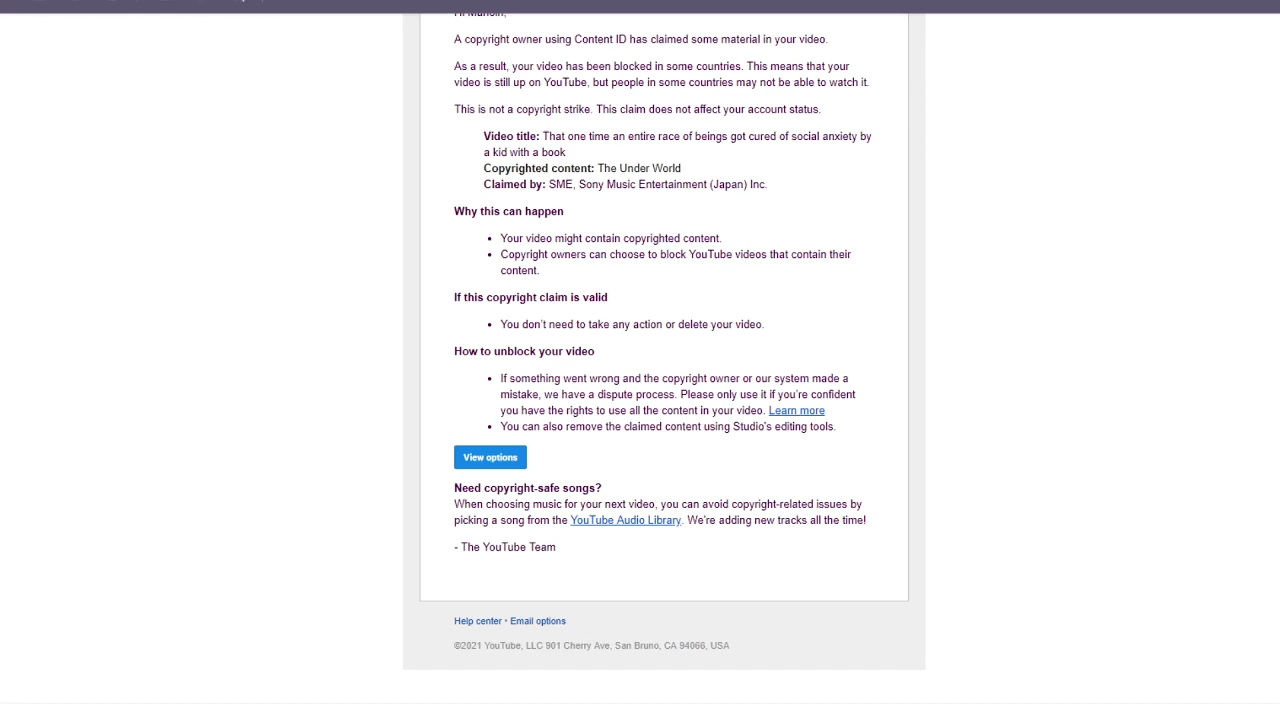 A copyright owner using Content ID has claimed some material in your video.
As a result, your video has been blocked in some countries. This means that your
video is still up on YouTube, but people in some countries may not be able to watch it.
This is not a copyright strike. This claim does not affect your account status.
Video title: That one time an entire race of beings got cured of social anxiety by
a kid with a book
Copyrighted content: The Under World
Claimed by: SME, Sony Music Entertainment (Japan) Inc.
Why this can happen
• Your video might contain copyrighted content.
• Copyright owners can choose to block YouTube videos that contain their
content.
If this copyright claim is valid
• You don’t need to take any action or delete your video.
How to unblock your video
• If something went wrong and the copyright owner or our system made a
mistake, we have a dispute process. Please only use it if you’re confident
you have the rights to use all the content in your video. Learn more
• You can also remove the claimed content using Studio's editing tools.
View options
Need copyright-safe songs?
When choosing music for your next video, you can avoid copyright-related issues by
picking a song from the YouTube Audio Library. We’re adding new tracks all the time!
- The YouTube Team
Help center • Email options
©2021 YouTube, LLC 901 Cherry Ave, San Bruno, CA 94066, USA